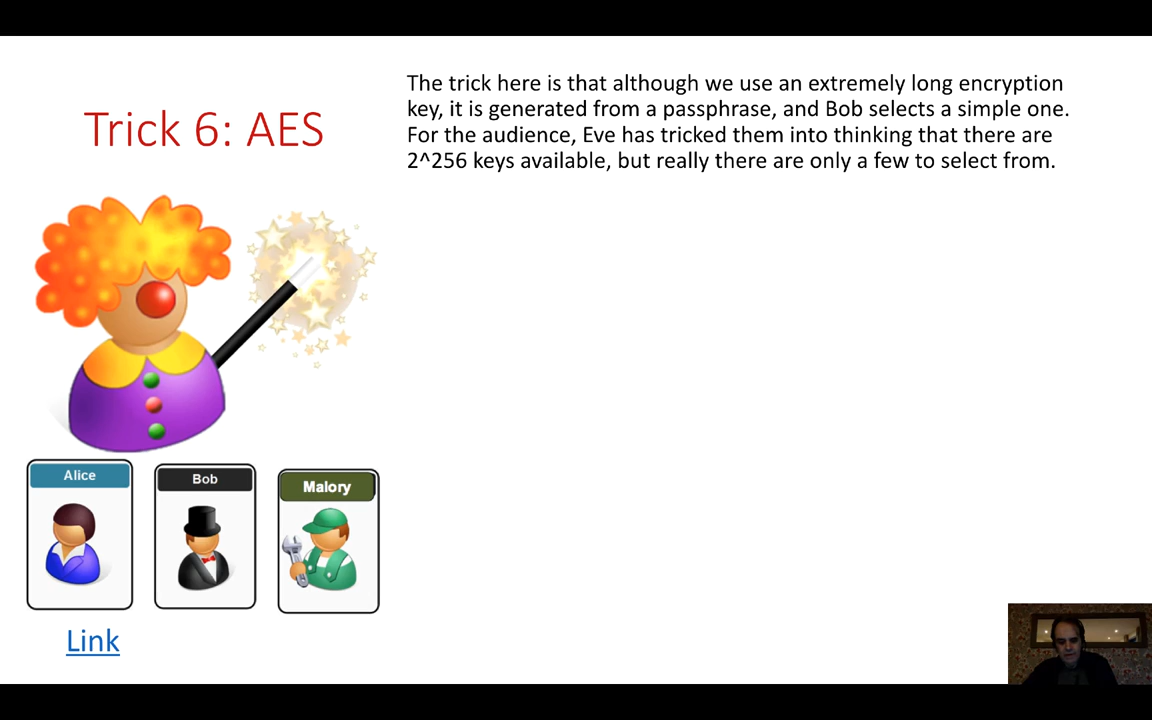 Trick 6: AES
The trick here is that although we use an extremely long encryption
key, it is generated from a passphrase, and Bob selects a simple one.
For the audience, Eve has tricked them into thinking that there are
2^256 keys available, but really there are only a few to select from.
Alice
Bob
Malory
Link